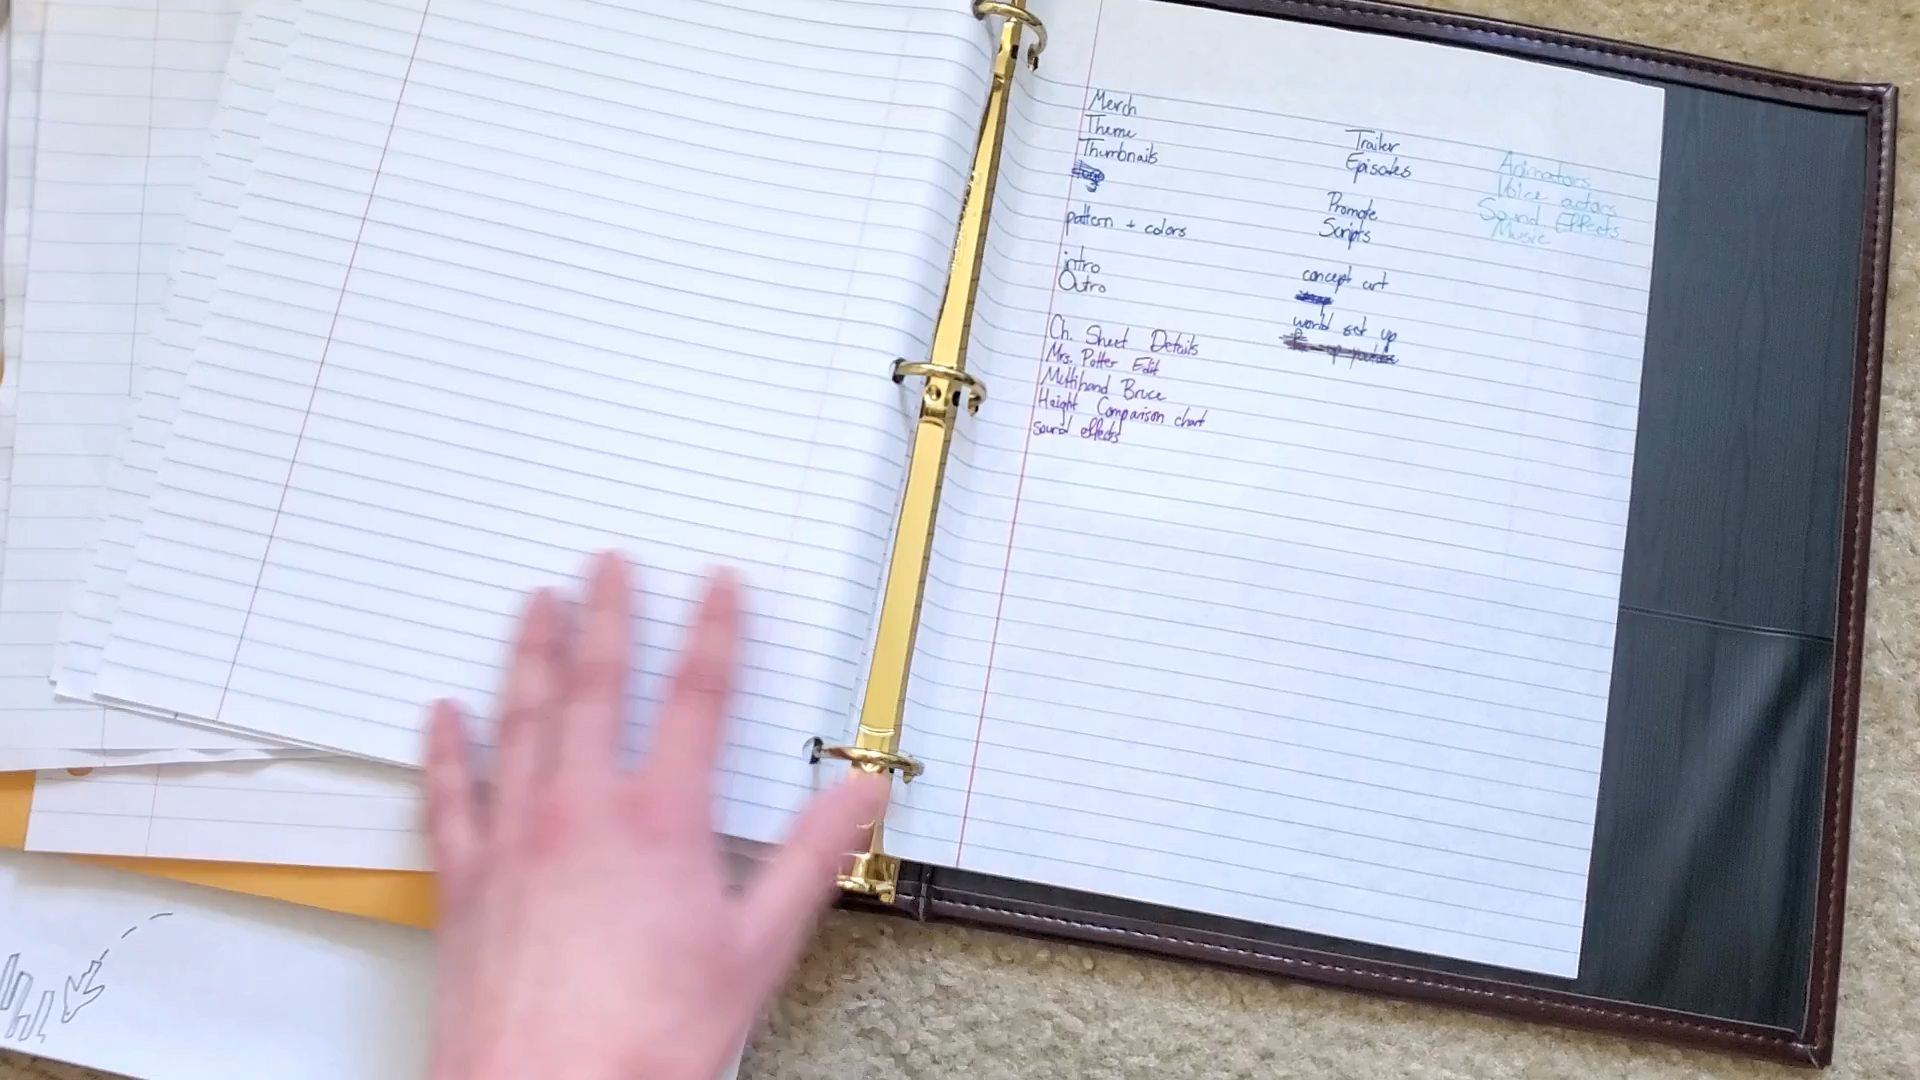 Merch
Theme
Thumbnails
pattern + colors
intro
Outro
Ch. Sheet Details
Mrs. Potter Edit
Multihand Bruce
Height Comparison chart
sound effects
Trailer
Episodes
Promote
Scripts
concept art
world set up
Animators
Voice actors
Sound Effects
Music